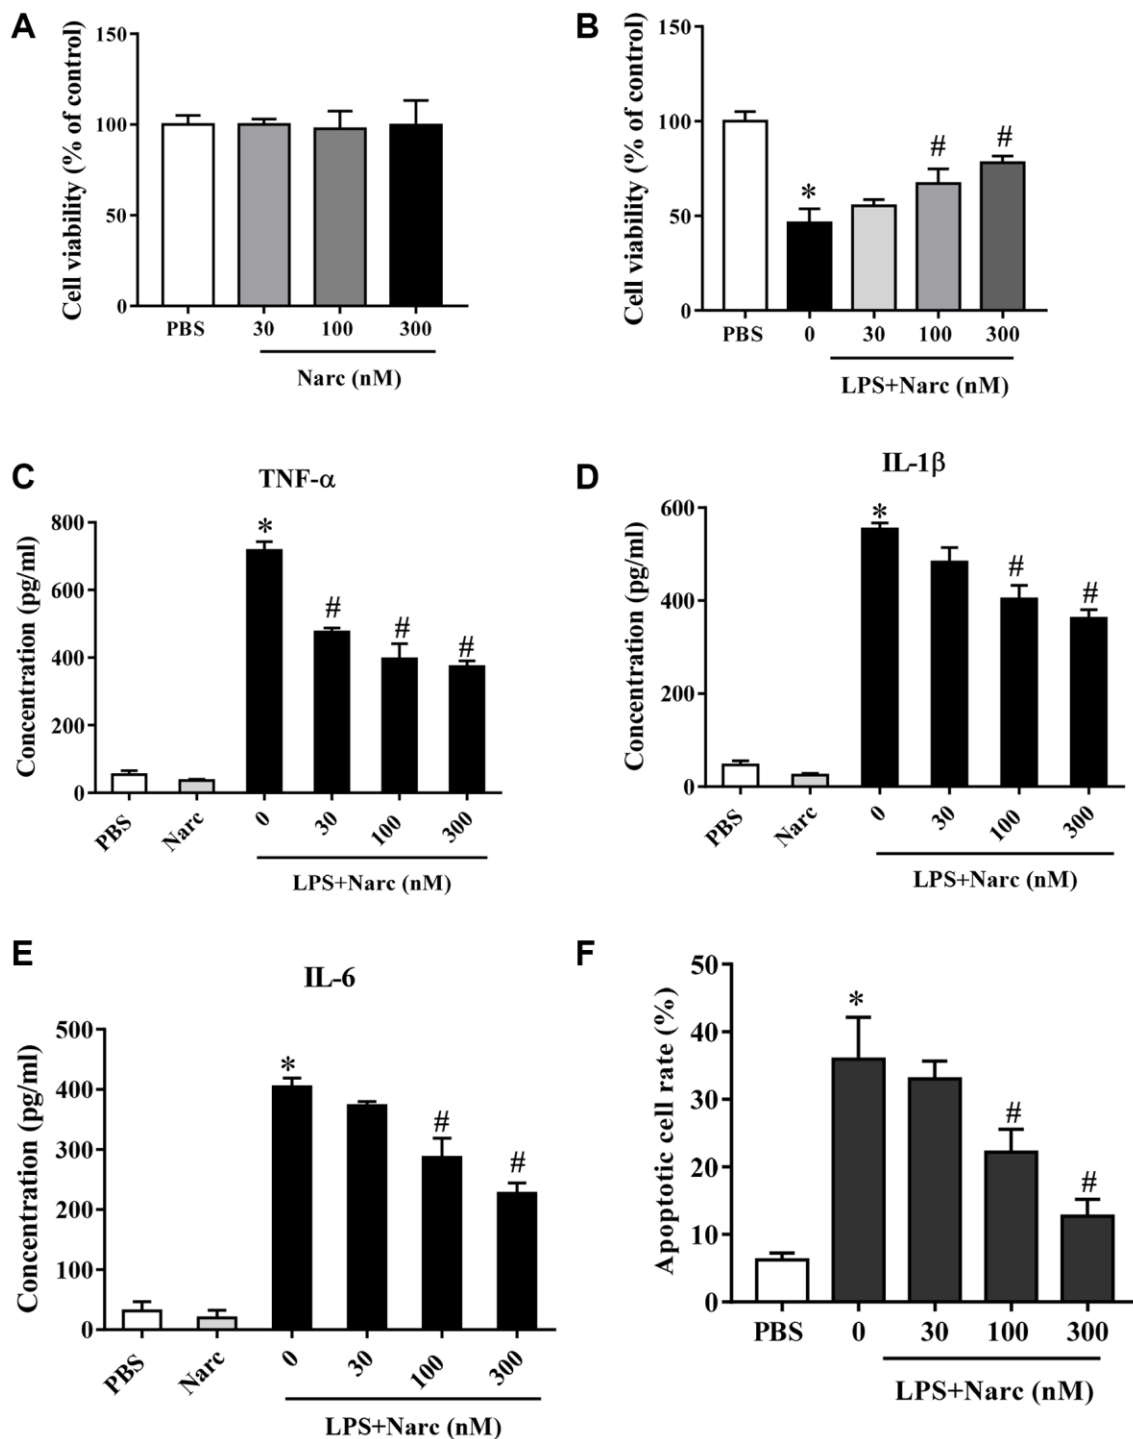 A
Cell viability (% of control)
150
100
50
0
PBS 30 100 300
Narc (nM)
B
Cell viability (% of control)
150
100
50
0
*
#
#
PBS 0 30 100 300
LPS+Narc (nM)
C
TNF-α
Concentration (pg/ml)
800
600
400
200
0
*
#
#
#
PBS Narc 0 30 100 300
LPS+Narc (nM)
D
IL-1β
Concentration (pg/ml)
600
400
200
0
*
#
#
PBS Narc 0 30 100 300
LPS+Narc (nM)
E
IL-6
Concentration (pg/ml)
500
400
300
200
100
0
*
#
#
PBS Narc 0 30 100 300
LPS+Narc (nM)
F
Apoptotic cell rate (%)
50
40
30
20
10
0
*
#
#
PBS 0 30 100 300
LPS+Narc (nM)